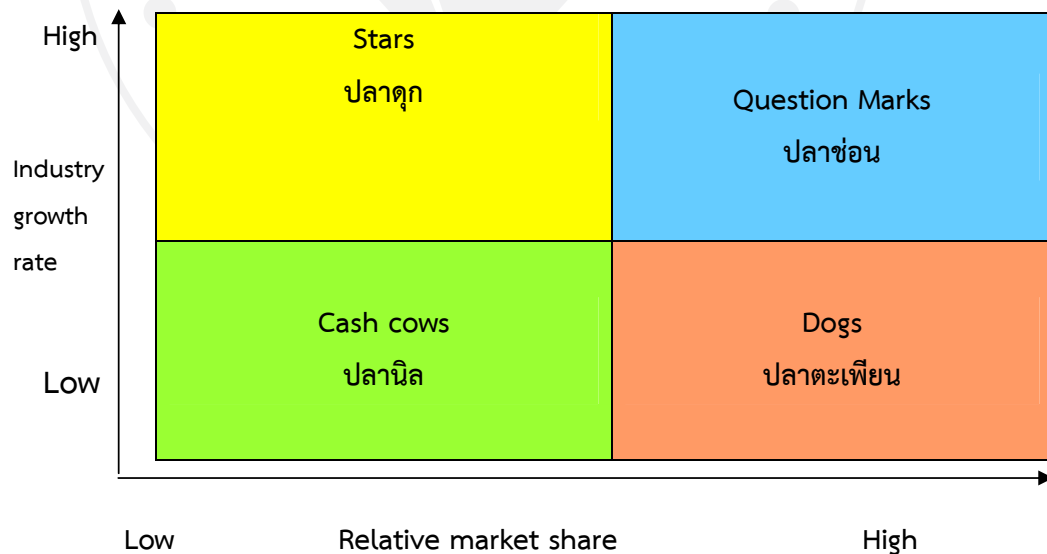 High
Stars
ปลาดุก
Question Marks
ปลาช่อน
Industry
growth
rate
Cash cows
ปลานิล
Dogs
ปลาตะเพียน
Low
Low Relative market share High